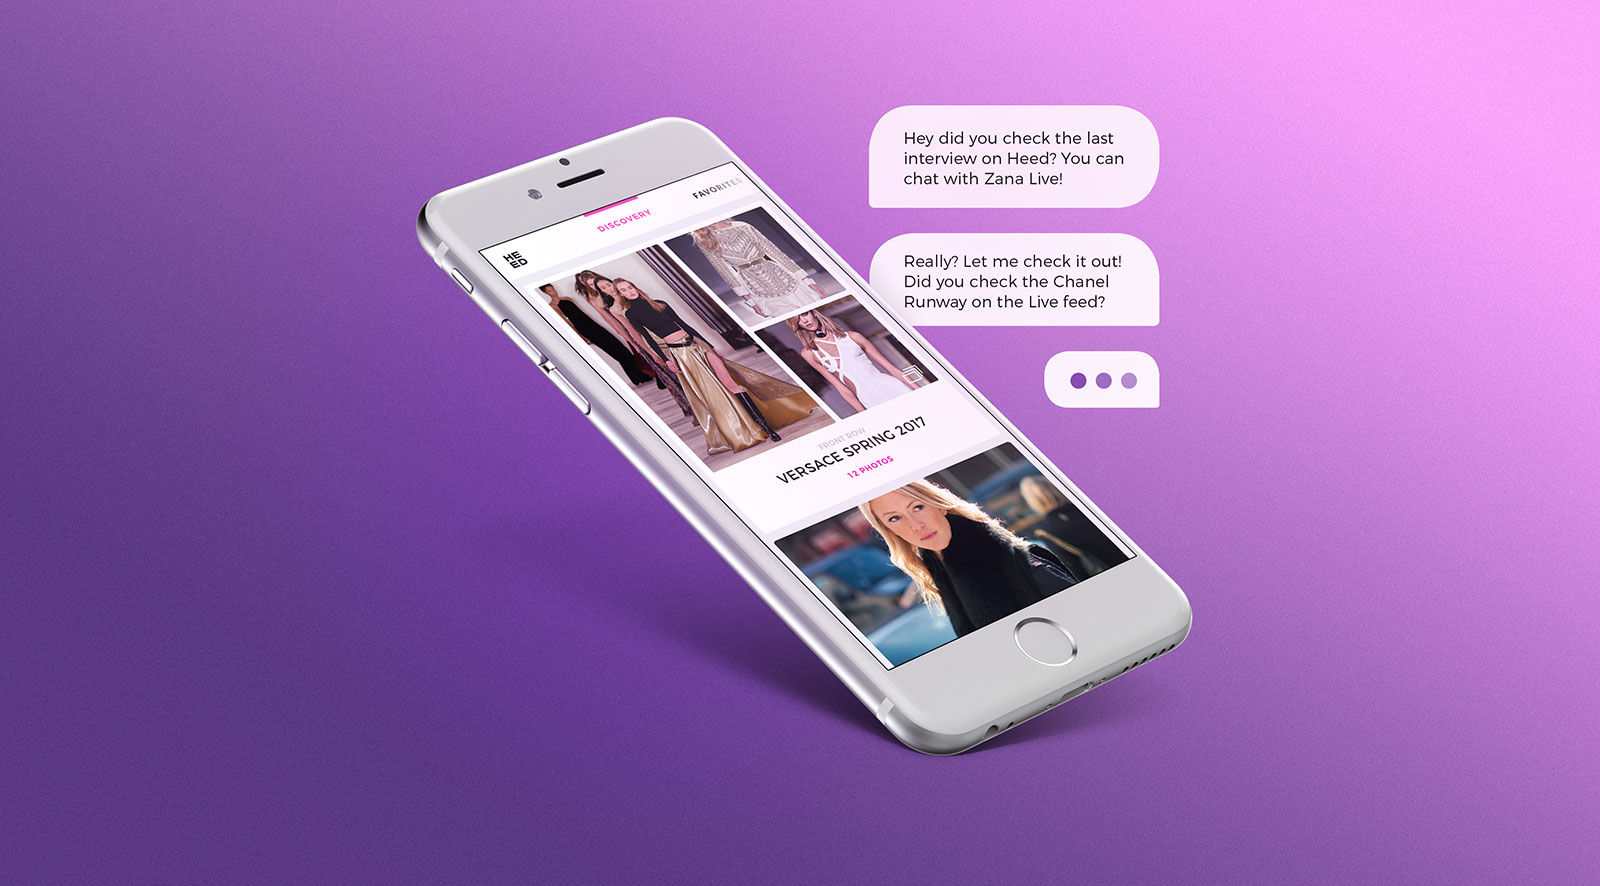 Hey did you check the last
interview on Heed? You can
chat with Zana Live!
Really? Let me check it out!
Did you check the Chanel
Runway on the Live feed?
FAVORITES
DISCOVERY
HE
ED
FRONT ROW
VERSACE SPRING 2017
12 PHOTOS